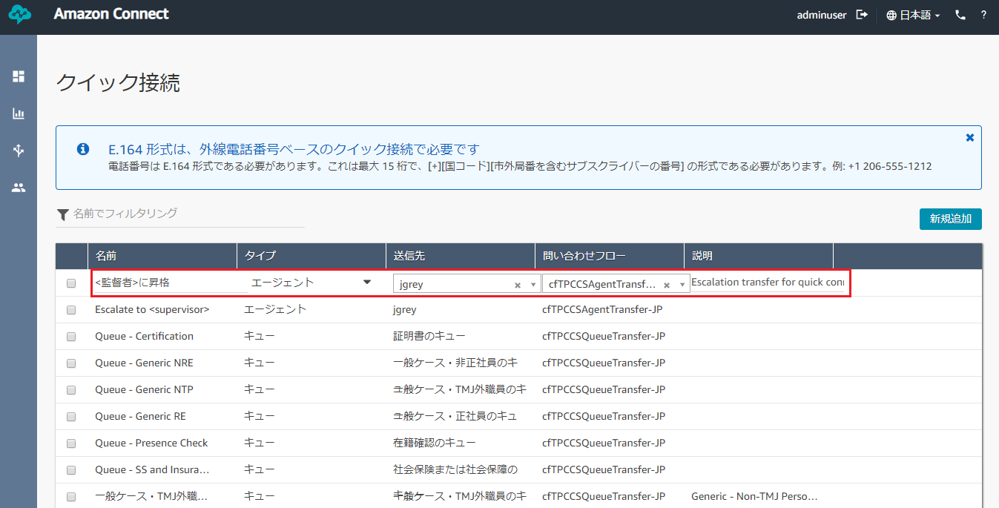 Amazon Connect
adminuser 日本語 ?
クイック接続
E.164 形式は、外線電話番号ベースのクイック接続で必要です
電話番号は E.164 形式である必要があります。これは最大 15 桁で、[+][国コード][市外局番を含むサブスクライバーの番号] の形式である必要があります。例: +1 206-555-1212
名前でフィルタリング
新規追加
名前 タイプ 送信先 問い合わせフロー 説明
<監督者>に昇格 エージェント jgrey cfTPCCSAgentTransf... Escalation transfer for quick con
Escalate to <supervisor> エージェント jgrey cfTPCCSAgentTransfer-JP
Queue - Certification キュー 証明書のキュー cfTPCCSQueueTransfer-JP
Queue - Generic NRE キュー 一般ケース・非正社員のキ cfTPCCSQueueTransfer-JP
Queue - Generic NTP キュー 般ケース・TMJ外職員のキ cfTPCCSQueueTransfer-JP
Queue - Generic RE キュー 般ケース・正社員のキュ cfTPCCSQueueTransfer-JP
Queue - Presence Check キュー 在籍確認のキュー cfTPCCSQueueTransfer-JP
Queue - SS and Insura... キュー 社会保険または社会保障の cfTPCCSQueueTransfer-JP
一般ケース・TMJ外職... キュー 般ケース・TMJ外職員のキ cfTPCCSQueueTransfer-JP Generic - Non-TMJ Perso...